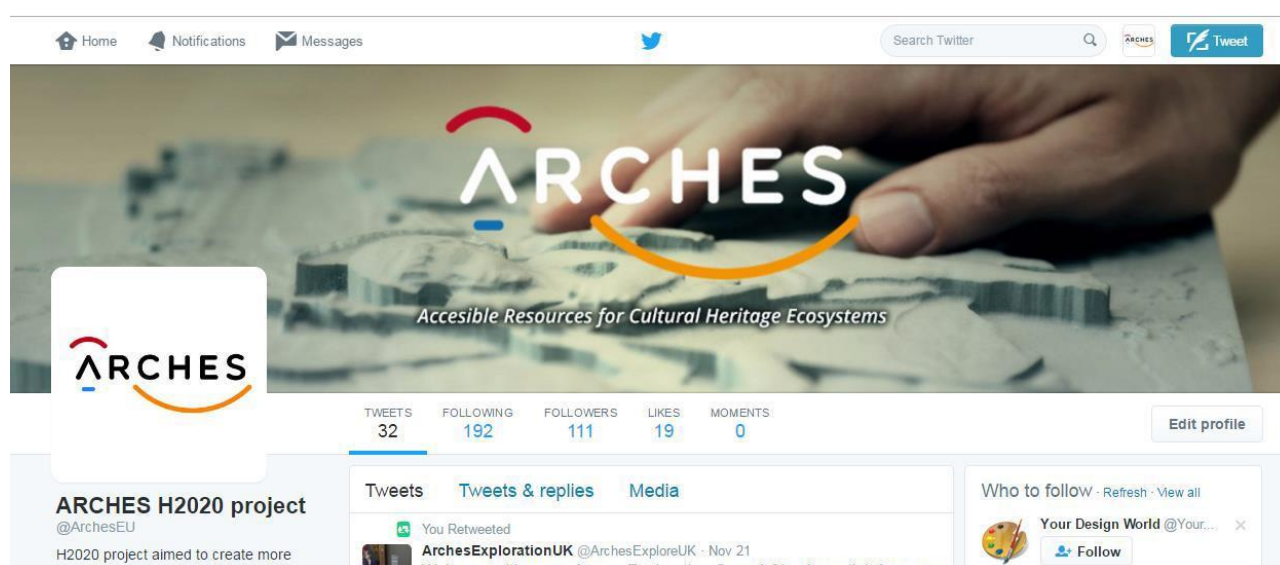 Home Notifications Messages Search Twitter ARCHES Tweet
ARCHES
Accesible Resources for Cultural Heritage Ecosystems
ARCHES
TWEETS FOLLOWING FOLLOWERS LIKES MOMENTS
32 192 111 19 0
Edit profile
ARCHES H2020 project
@ArchesEU
H2020 project aimed to create more
Tweets Tweets & replies Media
You Retweeted
ArchesExplorationUK @ArchesExploreUK · Nov 21
Who to follow · Refresh · View all
Your Design World @Your...
Follow